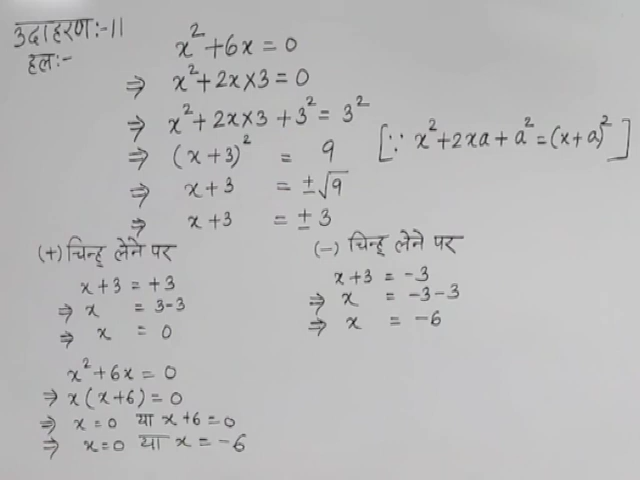 उदाहरण:-11
x² + 6x = 0
हल:-
⇒ x² + 2x×3 = 0
⇒ x² + 2x×3 + 3² = 3²
⇒ (x+3)² = 9 [∵ x² + 2xa + a² = (x+a)²]
⇒ x+3 = ±√9
⇒ x+3 = ±3
(+) चिन्ह लेने पर
x+3 = +3
⇒ x = 3-3
⇒ x = 0
(-) चिन्ह लेने पर
x+3 = -3
⇒ x = -3-3
⇒ x = -6
x² + 6x = 0
⇒ x(x+6) = 0
⇒ x=0 या x+6=0
⇒ x=0 या x = -6